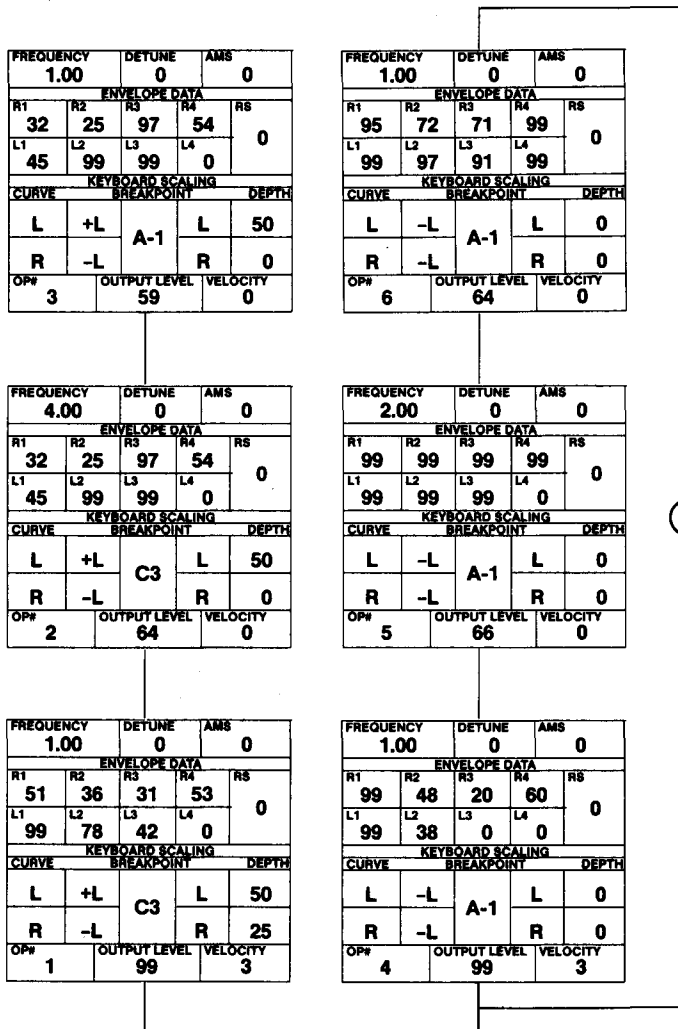 FREQUENCY DETUNE AMS
1.00 0 0
ENVELOPE DATA
R1 R2 R3 R4 RS
32 25 97 54 0
L1 L2 L3 L4
45 99 99 0
KEYBOARD SCALING
CURVE BREAKPOINT DEPTH
L +L A-1 L 50
R -L R 0
OP# OUTPUT LEVEL VELOCITY
3 59 0
FREQUENCY DETUNE AMS
1.00 0 0
ENVELOPE DATA
R1 R2 R3 R4 RS
95 72 71 99 0
L1 L2 L3 L4
99 97 91 99
KEYBOARD SCALING
CURVE BREAKPOINT DEPTH
L -L A-1 L 0
R -L R 0
OP# OUTPUT LEVEL VELOCITY
6 64 0
FREQUENCY DETUNE AMS
4.00 0 0
ENVELOPE DATA
R1 R2 R3 R4 RS
32 25 97 54 0
L1 L2 L3 L4
45 99 99 0
KEYBOARD SCALING
CURVE BREAKPOINT DEPTH
L +L C3 L 50
R -L R 0
OP# OUTPUT LEVEL VELOCITY
2 64 0
FREQUENCY DETUNE AMS
2.00 0 0
ENVELOPE DATA
R1 R2 R3 R4 RS
99 99 99 99 0
L1 L2 L3 L4
99 99 99 0
KEYBOARD SCALING
CURVE BREAKPOINT DEPTH
L -L A-1 L 0
R -L R 0
OP# OUTPUT LEVEL VELOCITY
5 66 0
FREQUENCY DETUNE AMS
1.00 0 0
ENVELOPE DATA
R1 R2 R3 R4 RS
51 36 31 53 0
L1 L2 L3 L4
99 78 42 0
KEYBOARD SCALING
CURVE BREAKPOINT DEPTH
L +L C3 L 50
R -L R 25
OP# OUTPUT LEVEL VELOCITY
1 99 3
FREQUENCY DETUNE AMS
1.00 0 0
ENVELOPE DATA
R1 R2 R3 R4 RS
99 48 20 60 0
L1 L2 L3 L4
99 38 0 0
KEYBOARD SCALING
CURVE BREAKPOINT DEPTH
L -L A-1 L 0
R -L R 0
OP# OUTPUT LEVEL VELOCITY
4 99 3